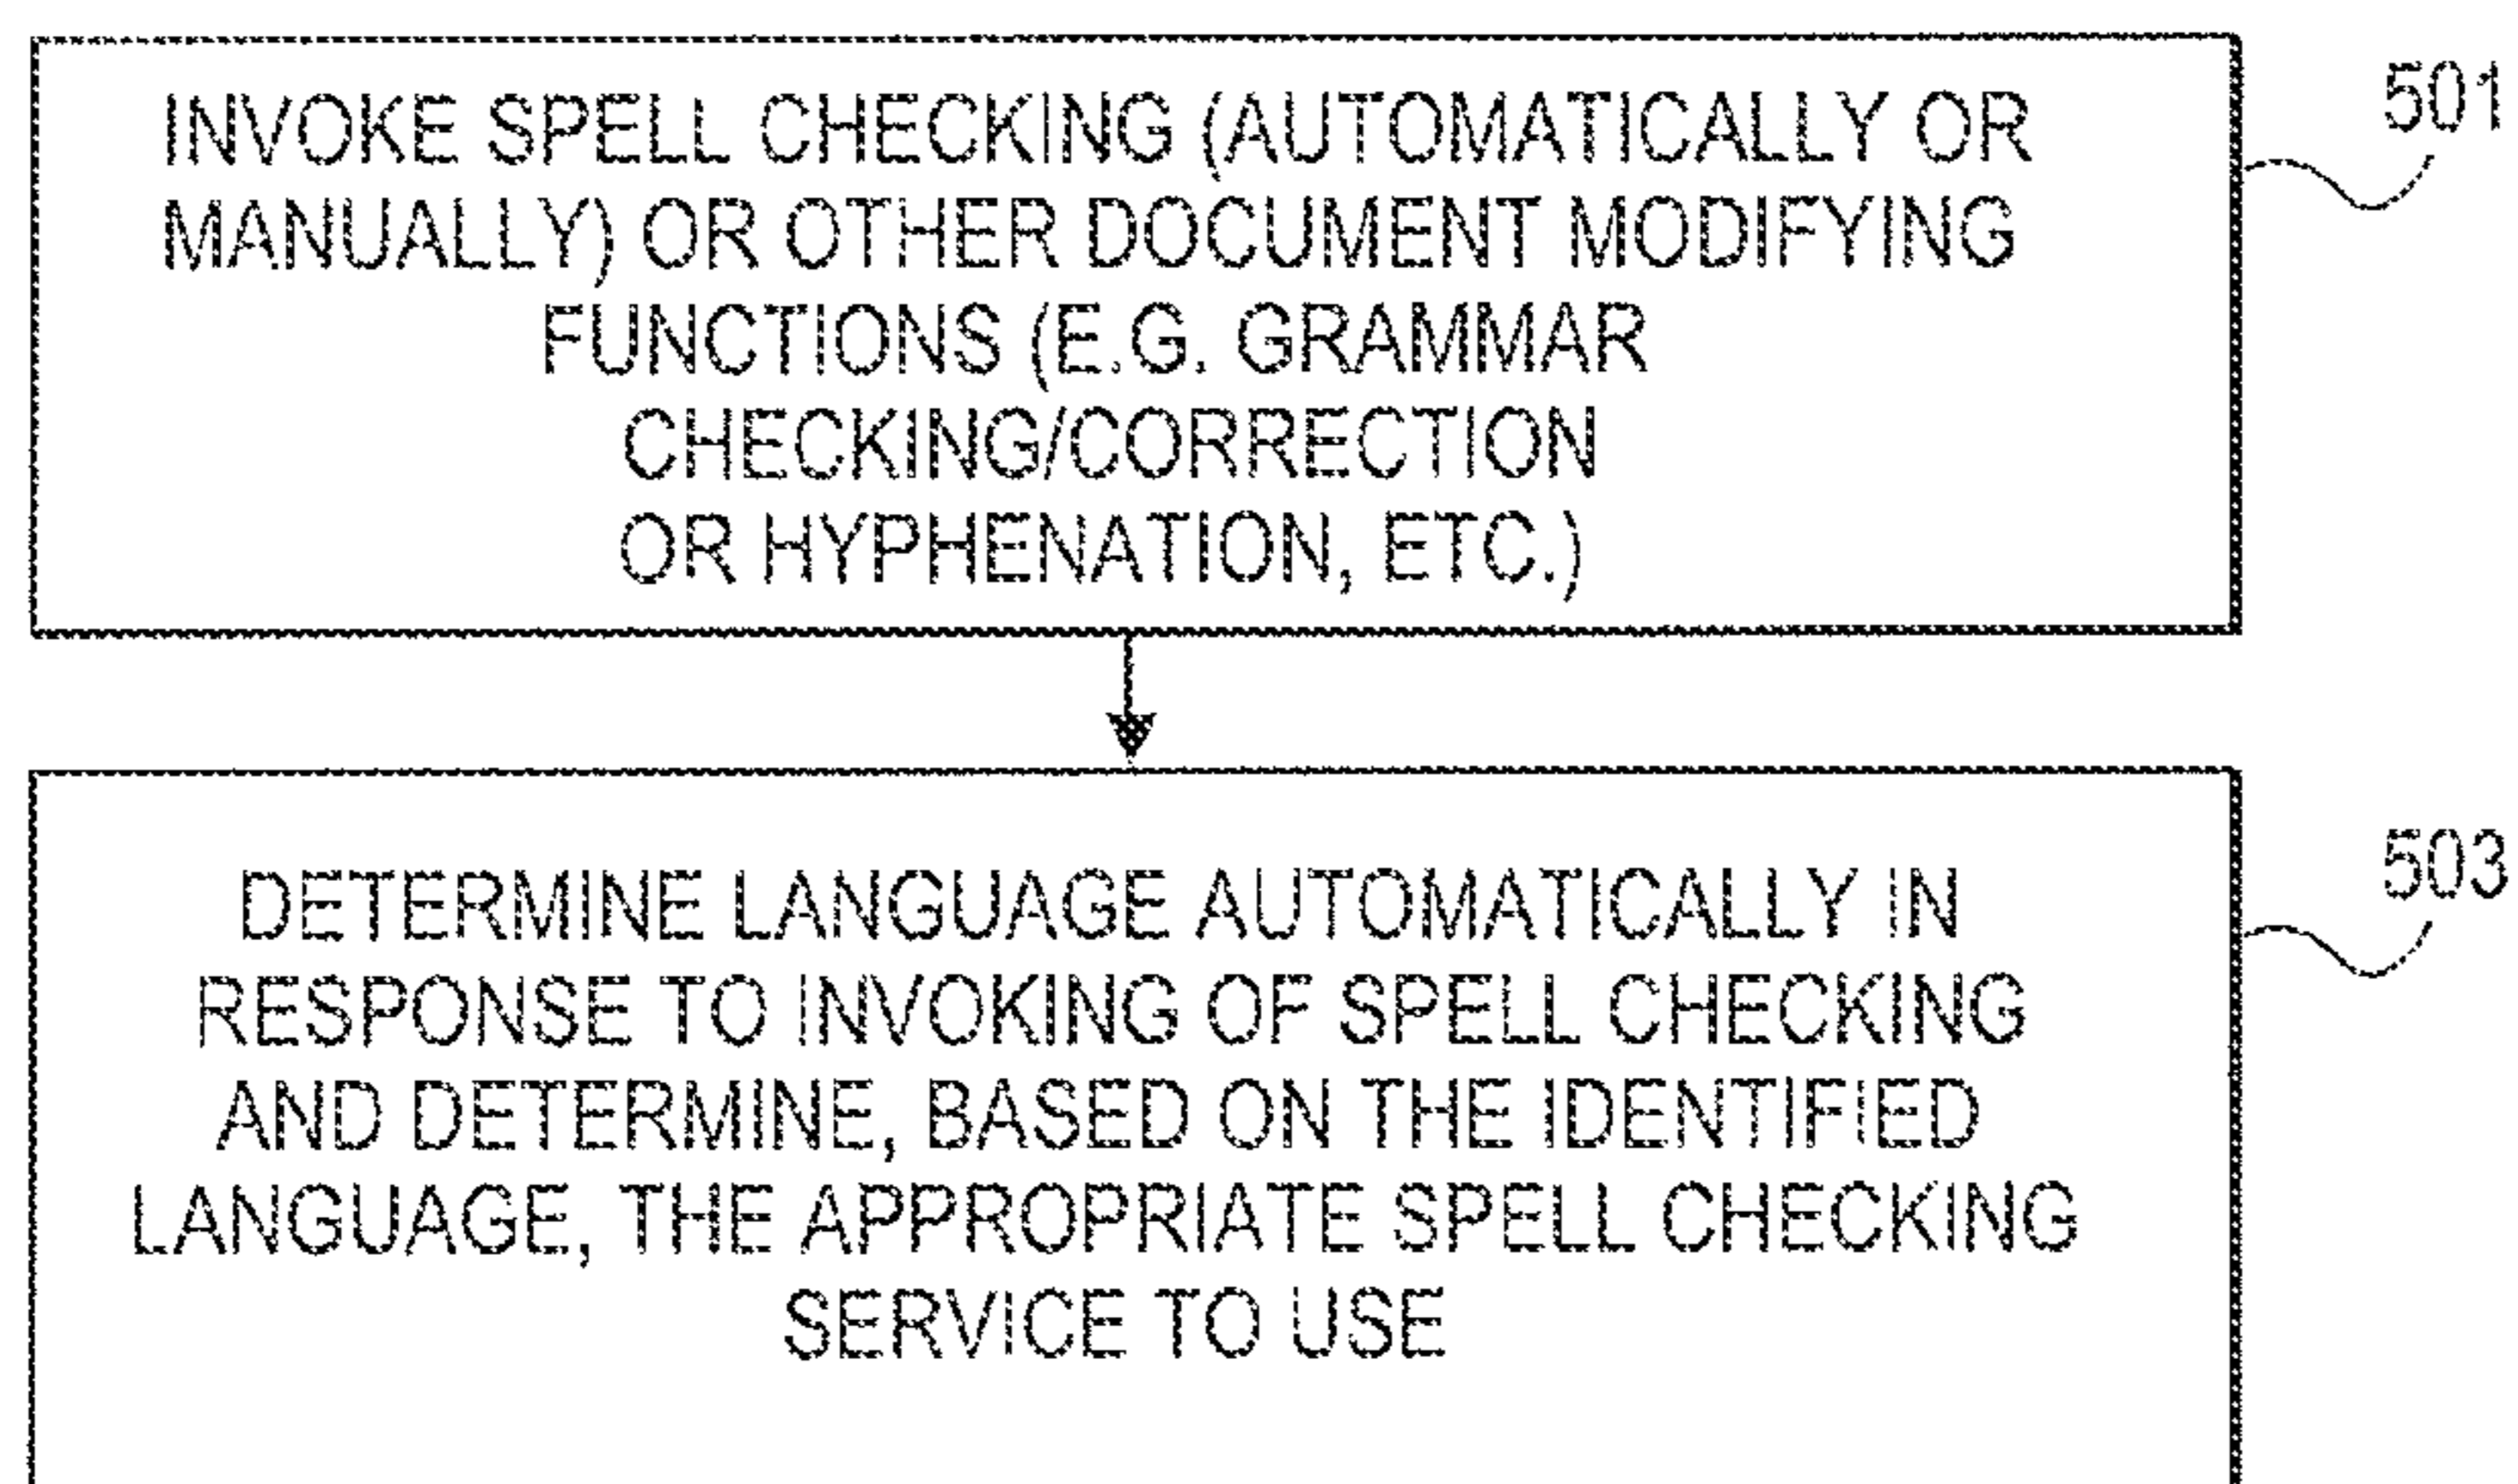 INVOKE SPELL CHECKING (AUTOMATICALLY OR
MANUALLY) OR OTHER DOCUMENT MODIFYING
FUNCTIONS (E.G. GRAMMAR
CHECKING/CORRECTION
OR HYPHENATION, ETC.)
501
DETERMINE LANGUAGE AUTOMATICALLY IN
RESPONSE TO INVOKING OF SPELL CHECKING
AND DETERMINE, BASED ON THE IDENTIFIED
LANGUAGE, THE APPROPRIATE SPELL CHECKING
SERVICE TO USE
503